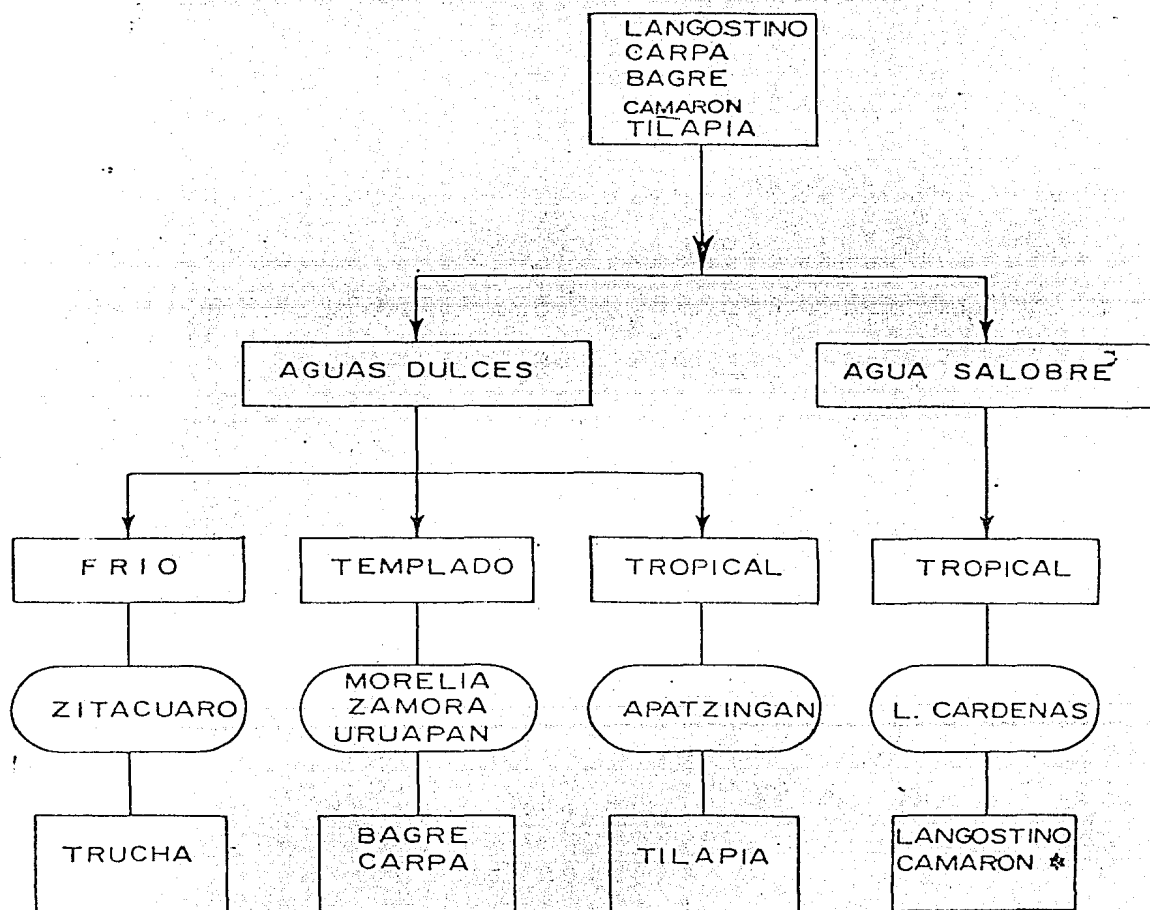 LANGOSTINO
CARPA
BAGRE
CAMARON
TILAPIA
AGUAS DULCES
AGUA SALOBRE
FRIO
TEMPLADO
TROPICAL
TROPICAL
ZITACUARO
MORELIA
ZAMORA
URUAPAN
APATZINGAN
L. CARDENAS
TRUCHA
BAGRE
CARPA
TILAPIA
LANGOSTINO
CAMARON *